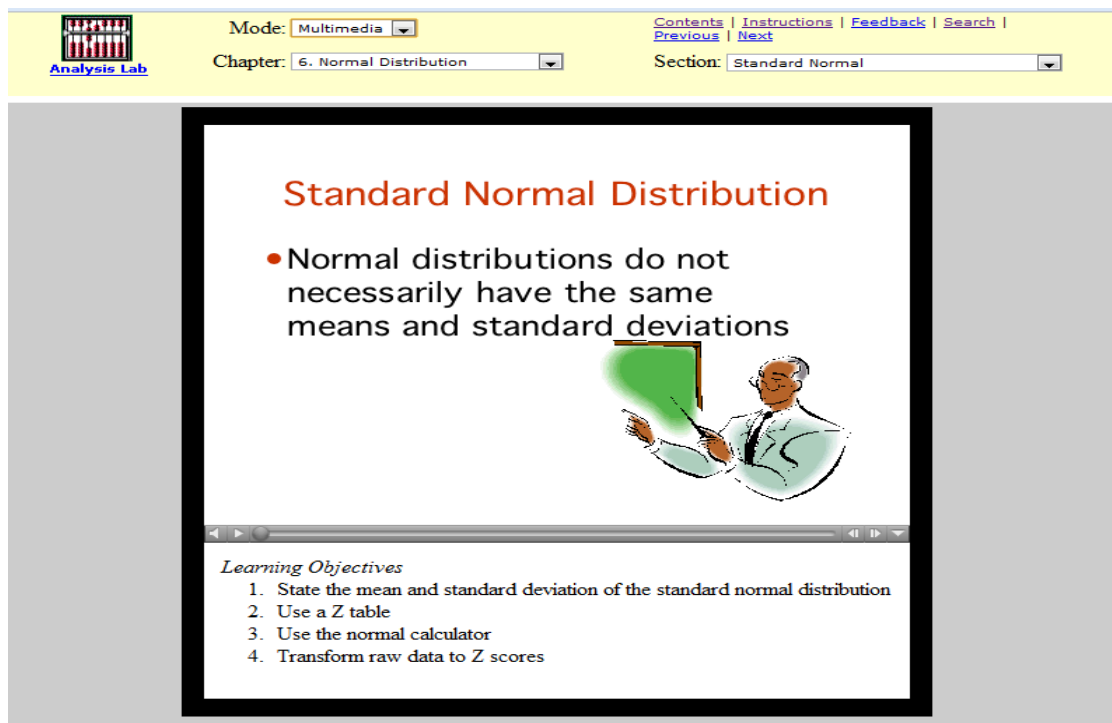 Mode: Multimedia
Contents | Instructions | Feedback | Search |
Previous | Next
Analysis Lab
Chapter: 6. Normal Distribution
Section: Standard Normal
Standard Normal Distribution
•Normal distributions do not
necessarily have the same
means and standard deviations
Learning Objectives
1. State the mean and standard deviation of the standard normal distribution
2. Use a Z table
3. Use the normal calculator
4. Transform raw data to Z scores